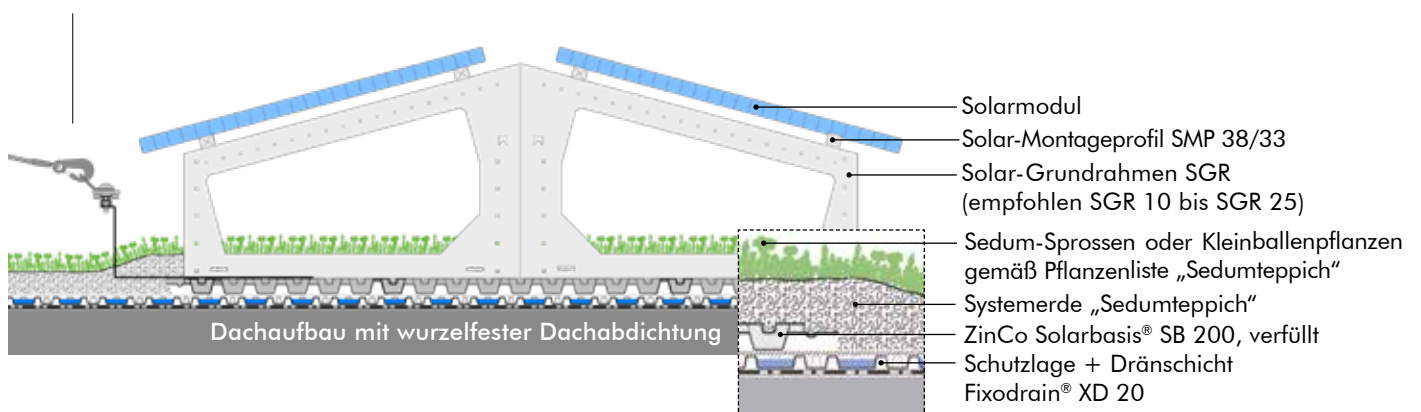 Solarmodul
Solar-Montageprofil SMP 38/33
Solar-Grundrahmen SGR
(empfohlen SGR 10 bis SGR 25)
Sedum-Sprossen oder Kleinballenpflanzen
gemäß Pflanzenliste „Sedumteppich“
Systemerde „Sedumteppich“
Dachaufbau mit wurzelfester Dachabdichtung
ZinCo Solarbasis® SB 200, verfüllt
Schutzlage + Dränschicht
Fixodrain® XD 20